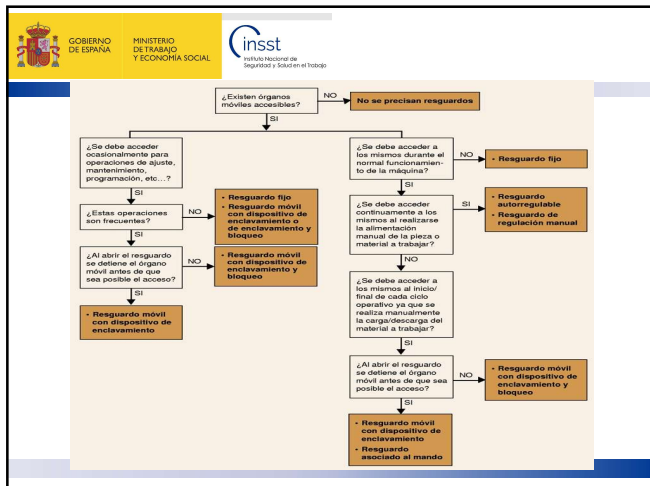 GOBIERNO
DE ESPAÑA
MINISTERIO
DE TRABAJO
Y ECONOMÍA SOCIAL
insst
Instituto Nacional de
Seguridad y Salud en el Trabajo
¿Existen órganos
móviles accesibles?
NO
No se precisan resguardos
SI
¿Se debe acceder
ocasionalmente para
operaciones de ajuste,
mantenimiento,
programación, etc...?
SI
¿Estas operaciones
son frecuentes?
NO
- Resguardo fijo
- Resguardo móvil
con dispositivo de
enclavamiento o
de enclavamiento y
bloqueo
SI
¿Al abrir el resguardo
se detiene el órgano
móvil antes de que
sea posible el acceso?
NO
- Resguardo móvil
con dispositivo de
enclavamiento y
bloqueo
SI
- Resguardo móvil
con dispositivo de
enclavamiento
¿Se debe acceder a
los mismos durante el
normal funcionamien-
to de la máquina?
NO
- Resguardo fijo
SI
¿Se debe acceder
continuamente a los
mismos al realizarse
la alimentación
manual de la pieza o
material a trabajar?
SI
- Resguardo
autorregulable
- Resguardo de
regulación manual
NO
¿Se debe acceder a
los mismos al inicio/
final de cada ciclo
operativo ya que se
realiza manualmente
la carga/descarga del
material a trabajar?
SI
¿Al abrir el resguardo
se detiene el órgano
móvil antes de que sea
posible el acceso?
NO
- Resguardo móvil
con dispositivo de
enclavamiento y
bloqueo
SI
- Resguardo móvil
con dispositivo de
enclavamiento
- Resguardo
asociado al mando